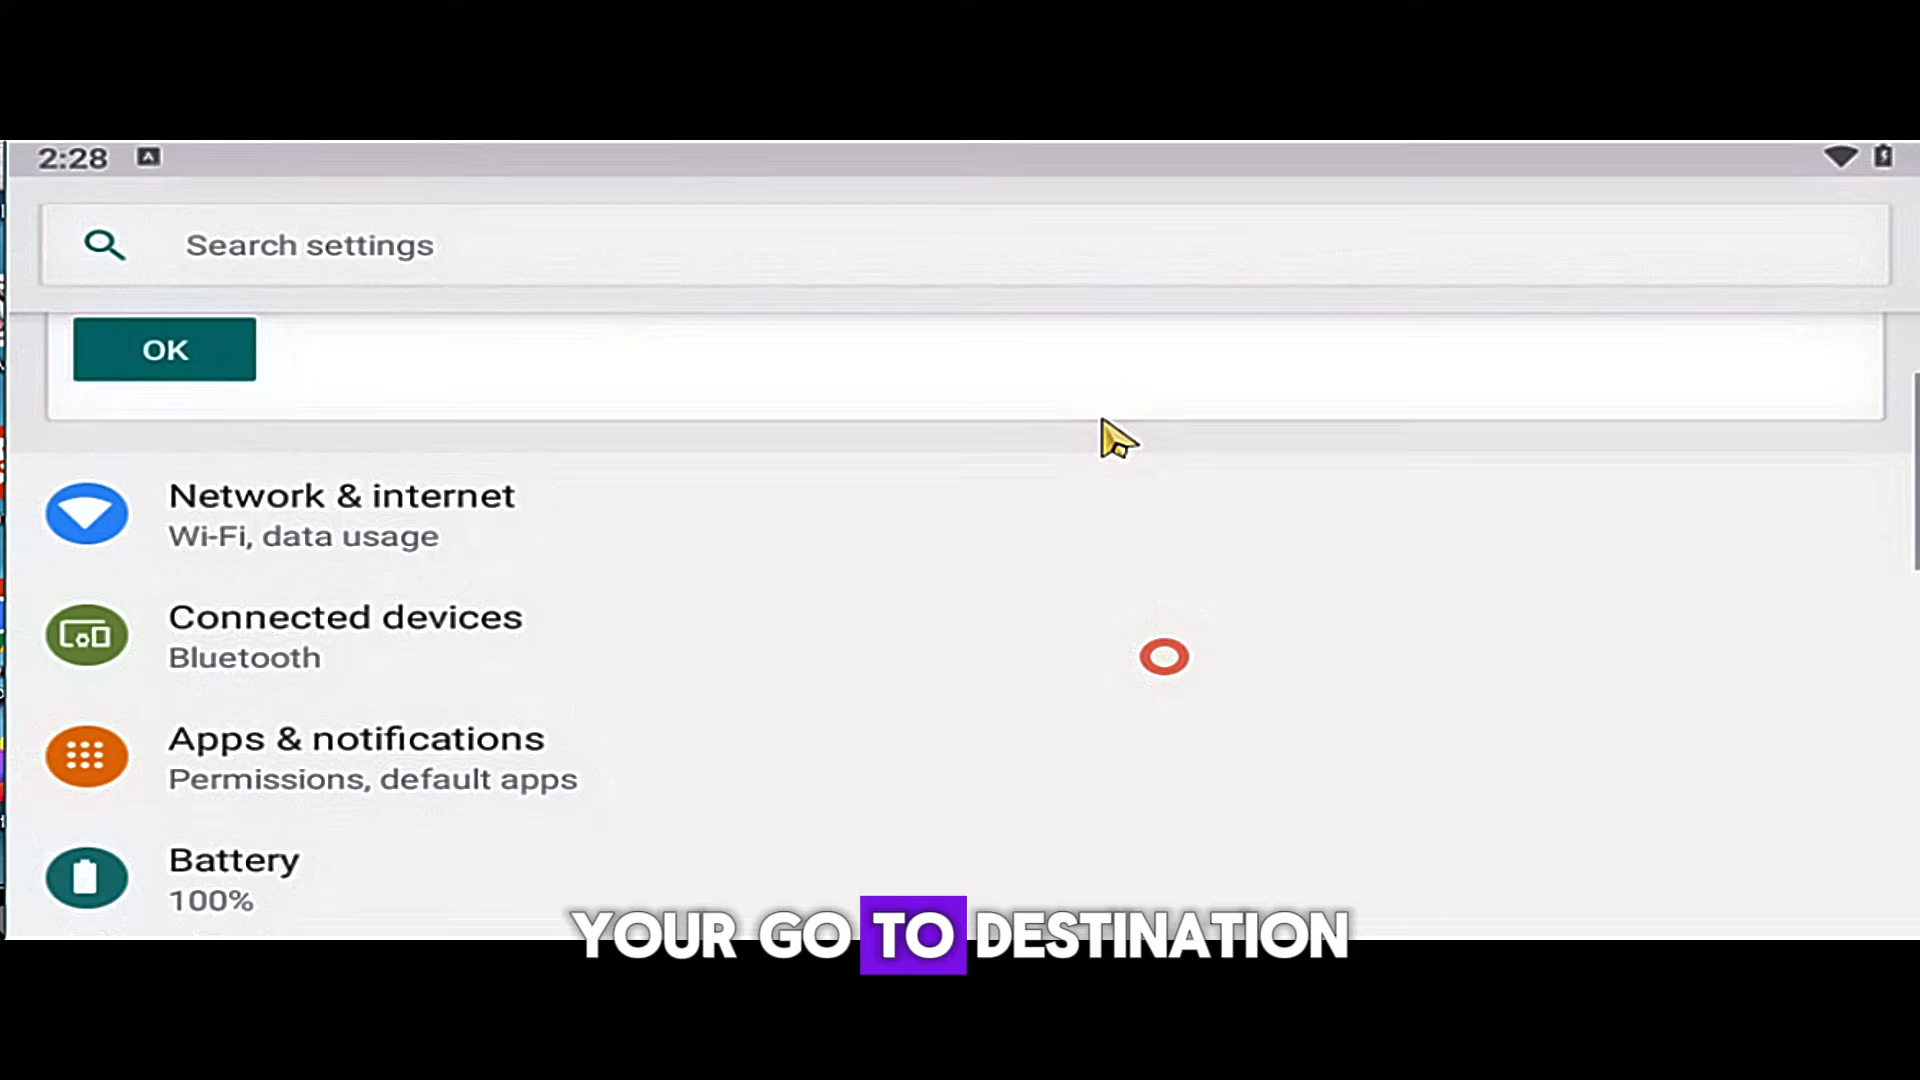 2:28
Search settings
OK
Network & internet
Wi-Fi, data usage
Connected devices
Bluetooth
Apps & notifications
Permissions, default apps
Battery
100%
YOUR GO TO DESTINATION